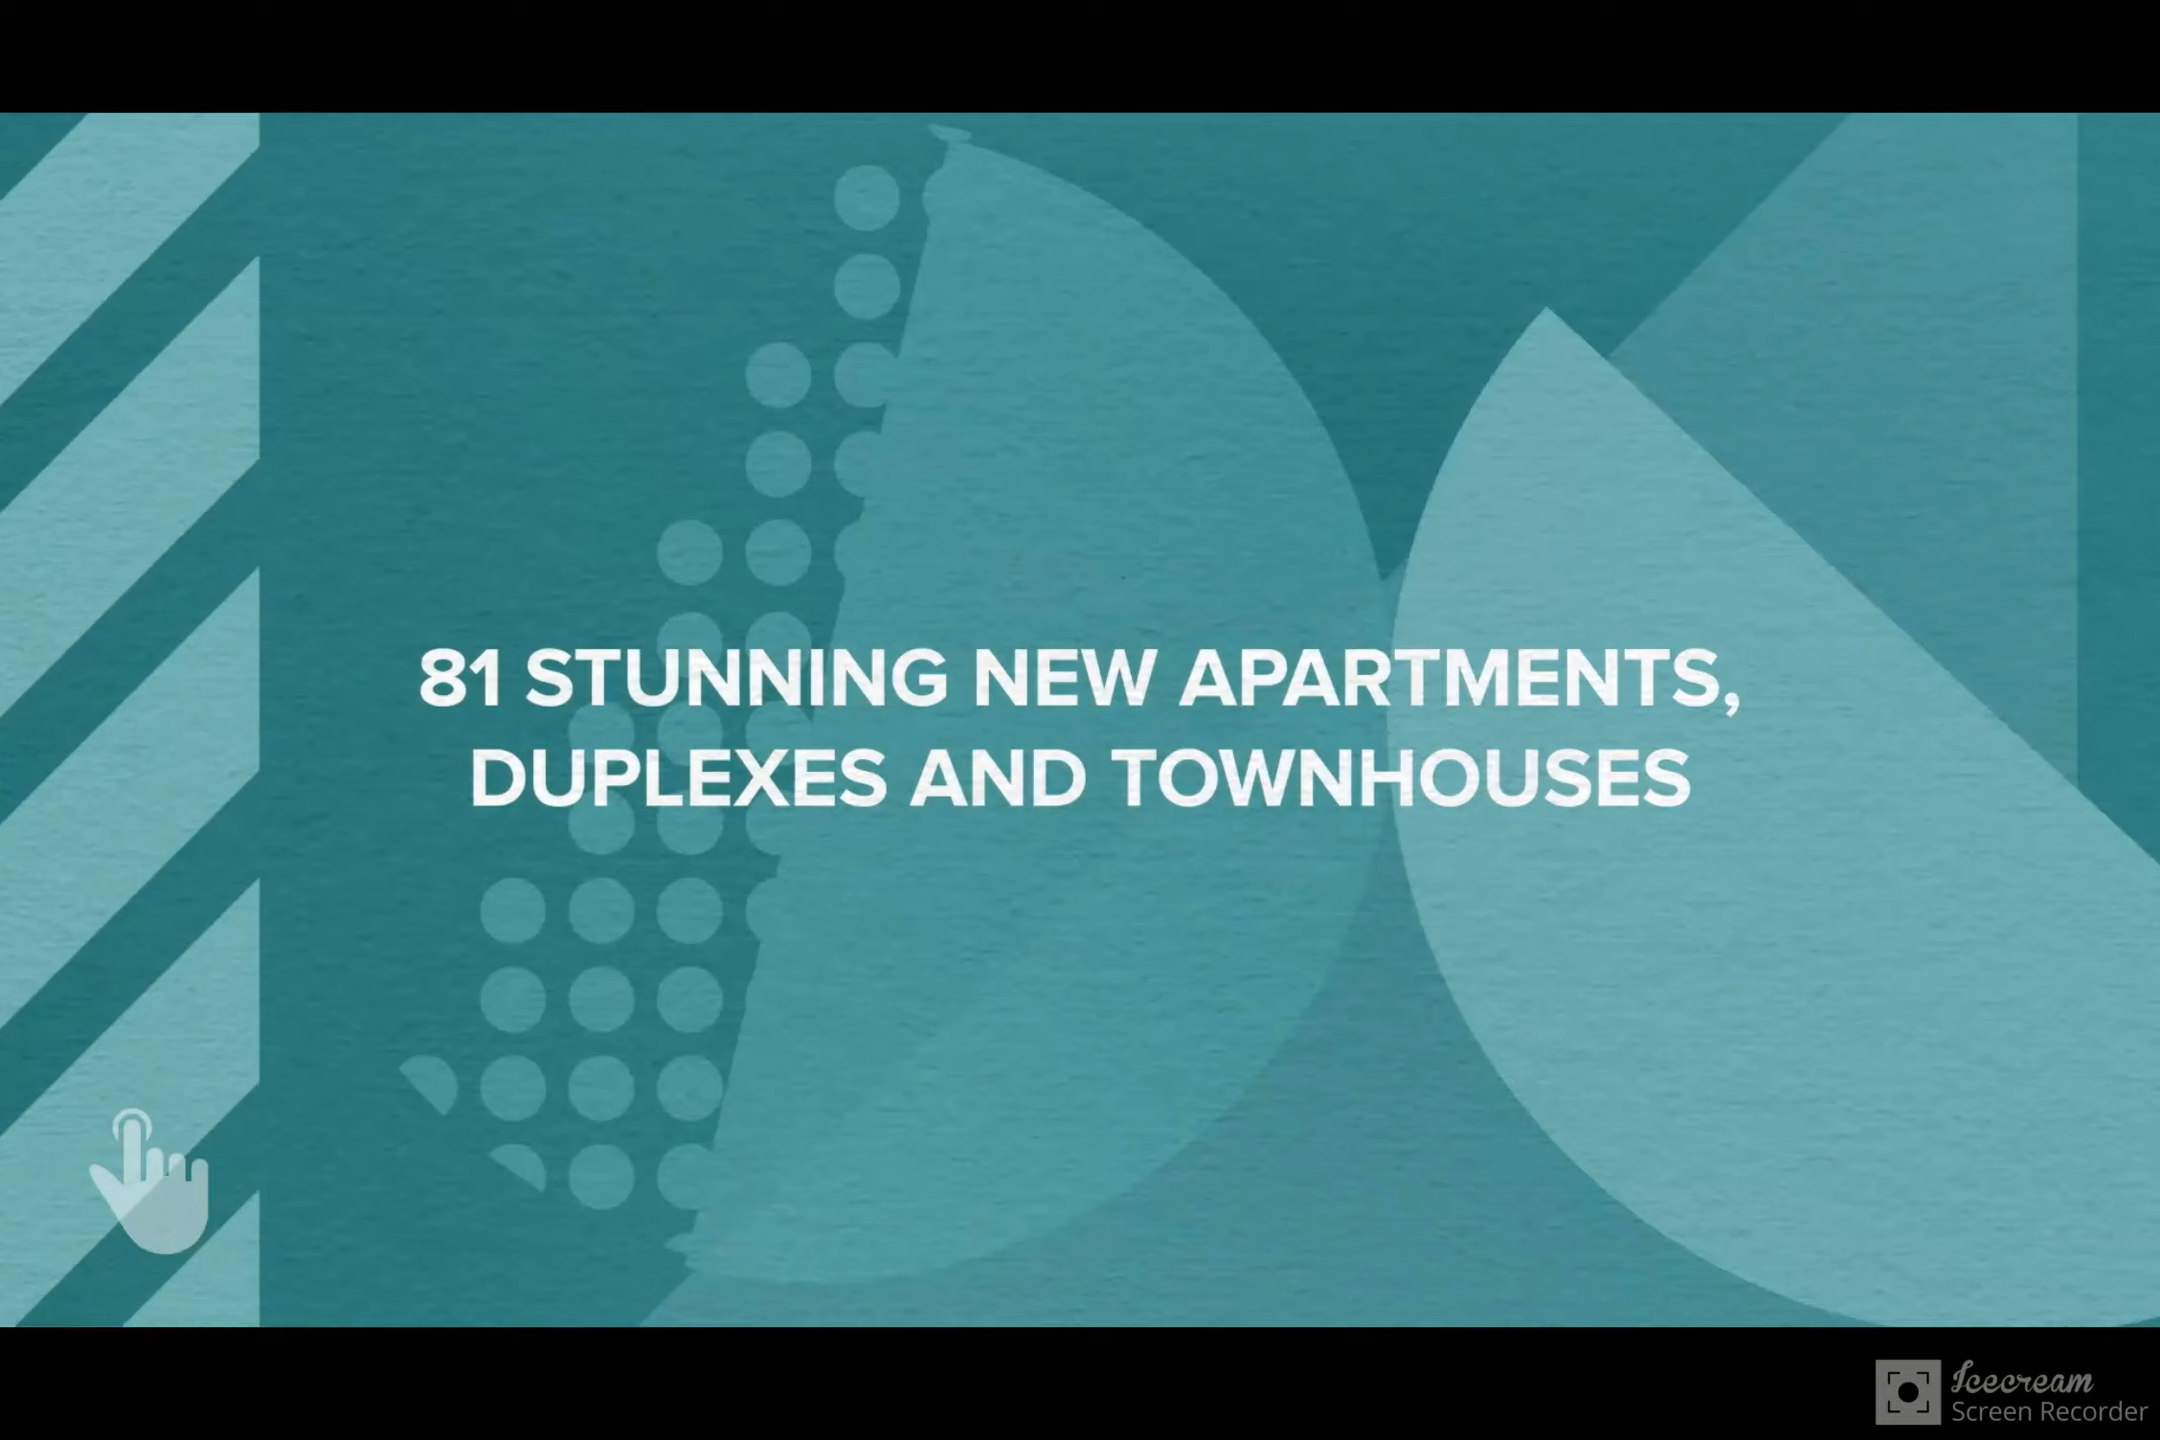 81 STUNNING NEW APARTMENTS,
DUPLEXES AND TOWNHOUSES
Icecream
Screen Recorder